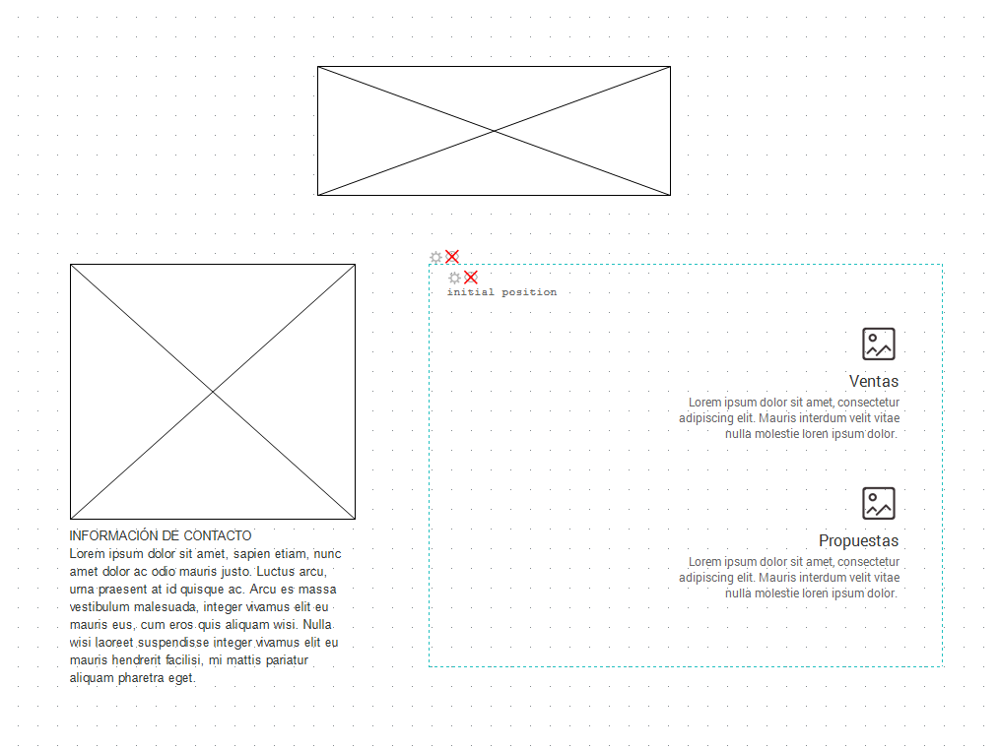 INFORMACIÓN DE CONTACTO
Lorem ipsum dolor sit amet, sapien etiam, nunc
amet dolor ac odio mauris justo. Luctus arcu,
urna praesent at id quisque ac. Arcu es massa
vestibulum malesuada, integer vivamus elit eu
mauris eus, cum eros quis aliquam wisi. Nulla
wisi laoreet suspendisse integer vivamus elit eu
mauris hendrerit facilisi, mi mattis pariatur
aliquam pharetra eget.
initial position
Ventas
Lorem ipsum dolor sit amet, consectetur
adipiscing elit. Mauris interdum velit vitae
nulla molestie loren ipsum dolor.
Propuestas
Lorem ipsum dolor sit amet, consectetur
adipiscing elit. Mauris interdum velit vitae
nulla molestie loren ipsum dolor.